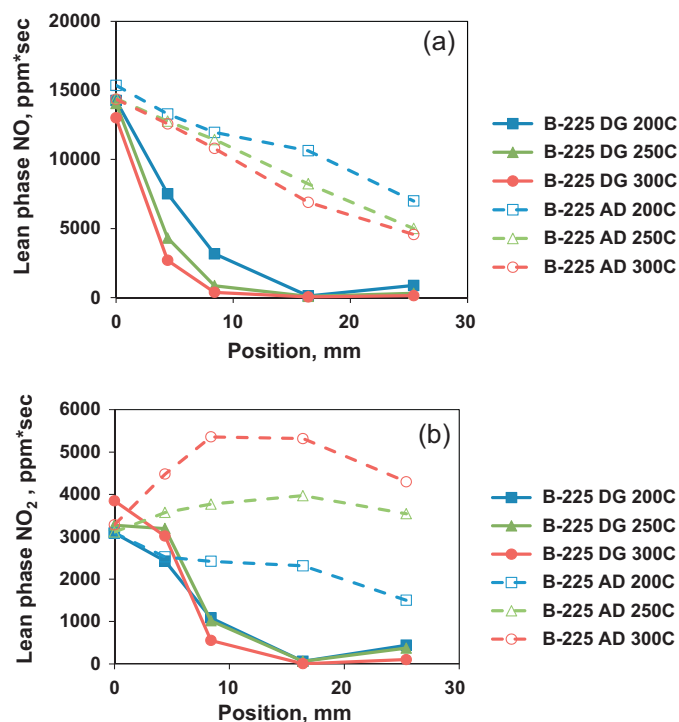 (a)
Lean phase NO, ppm*sec
20000
15000
10000
5000
0
0 10 20 30
Position, mm
B-225 DG 200C
B-225 DG 250C
B-225 DG 300C
B-225 AD 200C
B-225 AD 250C
B-225 AD 300C
(b)
Lean phase NO₂ , ppm*sec
6000
5000
4000
3000
2000
1000
0
0 10 20 30
Position, mm
B-225 DG 200C
B-225 DG 250C
B-225 DG 300C
B-225 AD 200C
B-225 AD 250C
B-225 AD 300C